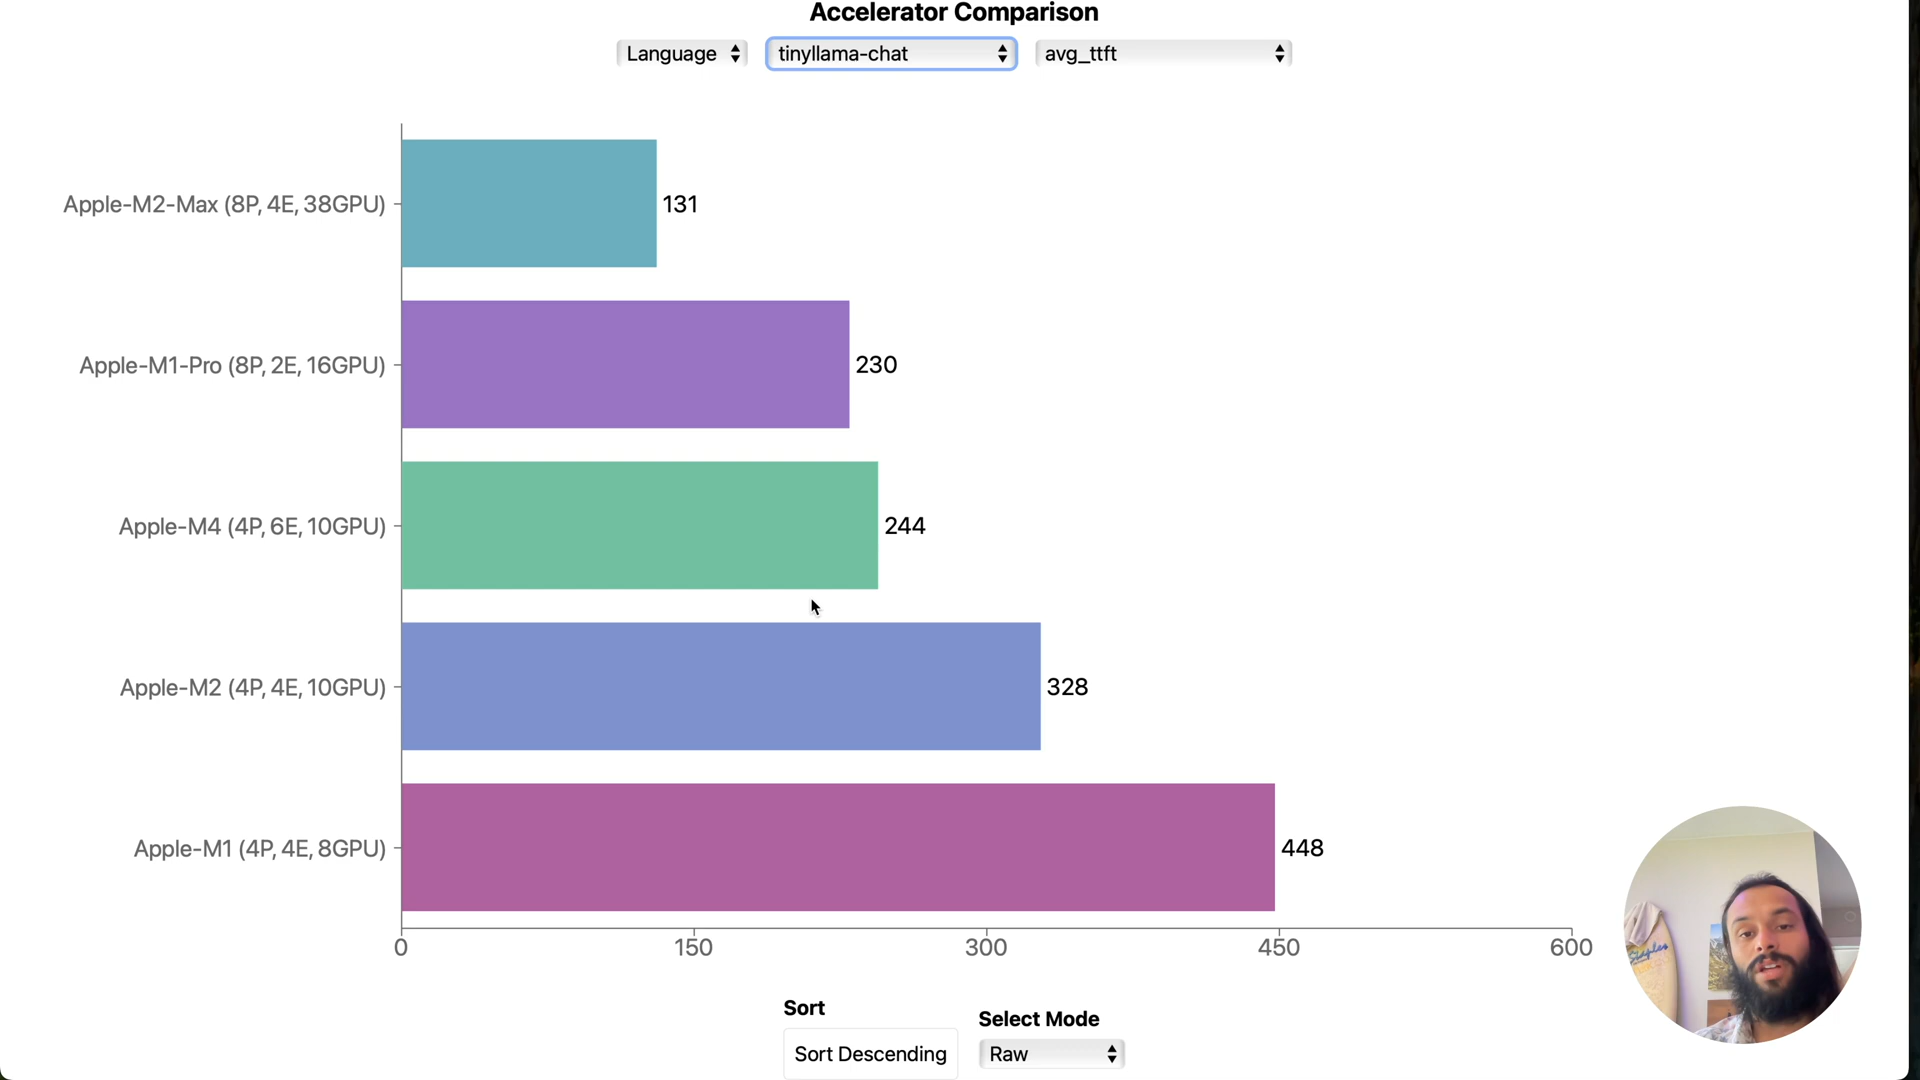 Accelerator Comparison
Language tinyllama-chat avg_ttft
Apple-M2-Max (8P, 4E, 38GPU) 131
Apple-M1-Pro (8P, 2E, 16GPU) 230
Apple-M4 (4P, 6E, 10GPU) 244
Apple-M2 (4P, 4E, 10GPU) 328
Apple-M1 (4P, 4E, 8GPU) 448
0 150 300 450 600
Sort Select Mode
Sort Descending Raw